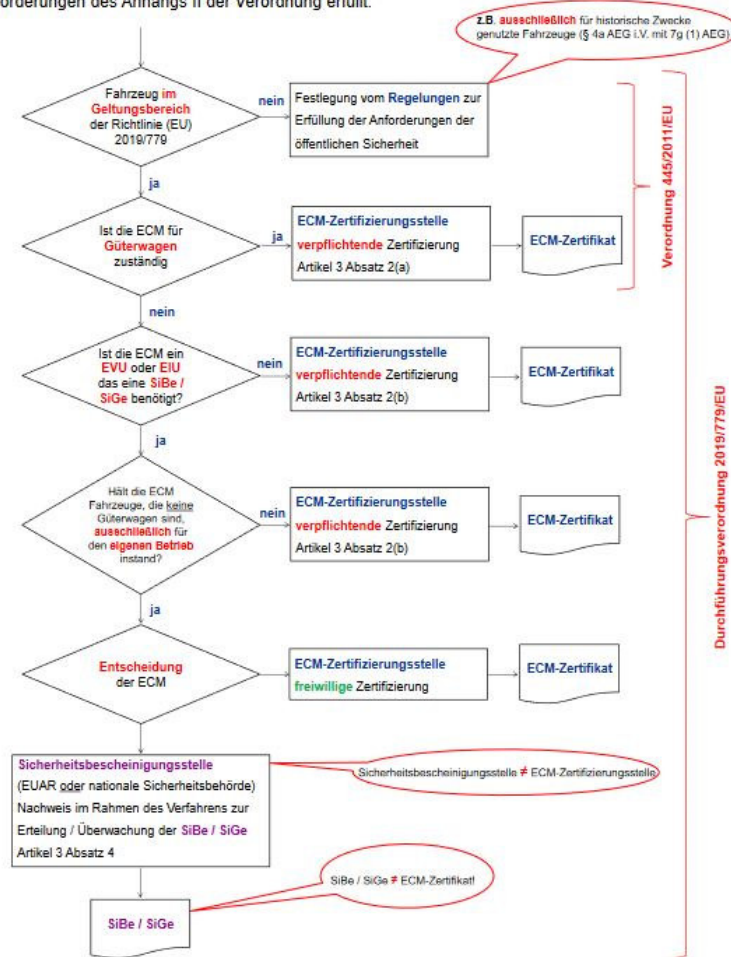 orderungen des Anhangs II der Verordnung erfüllt.
z.B. ausschließlich für historische Zwecke
genutzte Fahrzeuge (§ 4a AEG i.V. mit 7g (1) AEG)
Fahrzeug im
Geltungsbereich
der Richtlinie (EU)
2019/779
nein
Festlegung vom Regelungen zur
Erfüllung der Anforderungen der
öffentlichen Sicherheit
ja
Ist die ECM für
Güterwagen
zuständig
ja
ECM-Zertifizierungsstelle
verpflichtende Zertifizierung
Artikel 3 Absatz 2(a)
ECM-Zertifikat
Verordnung 445/2011/EU
nein
Ist die ECM ein
EVU oder EIU
das eine SiBe /
SiGe benötigt?
nein
ECM-Zertifizierungsstelle
verpflichtende Zertifizierung
Artikel 3 Absatz 2(b)
ECM-Zertifikat
ja
Hält die ECM
Fahrzeuge, die keine
Güterwagen sind,
ausschließlich für
den eigenen Betrieb
instand?
nein
ECM-Zertifizierungsstelle
verpflichtende Zertifizierung
Artikel 3 Absatz 2(b)
ECM-Zertifikat
Durchführungsverordnung 2019/779/EU
ja
Entscheidung
der ECM
ECM-Zertifizierungsstelle
freiwillige Zertifizierung
ECM-Zertifikat
Sicherheitsbescheinigungsstelle
(EUAR oder nationale Sicherheitsbehörde)
Nachweis im Rahmen des Verfahrens zur
Erteilung / Überwachung der SiBe / SiGe
Artikel 3 Absatz 4
Sicherheitsbescheinigungsstelle ≠ ECM-Zertifizierungsstelle
SiBe / SiGe ≠ ECM-Zertifikat!
SiBe / SiGe